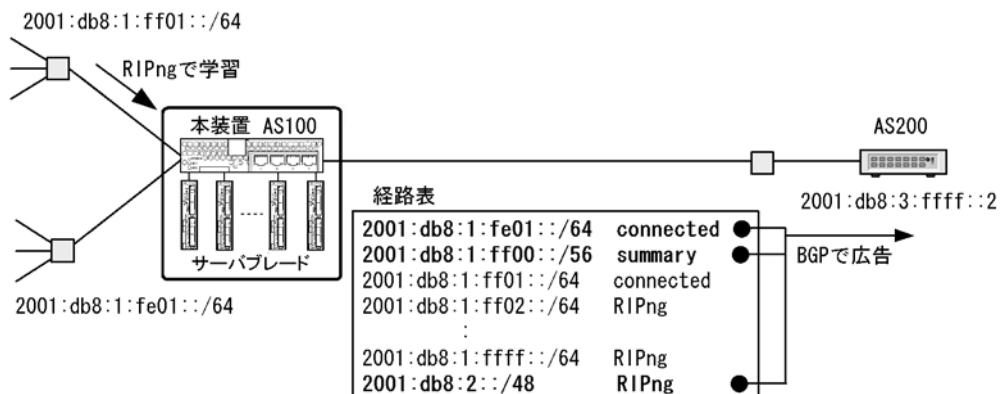 2001:db8:1:ff01::/64
RIPngで学習
本装置 AS100
サーバブレード
2001:db8:1:fe01::/64
AS200
2001:db8:3:ffff::2
経路表
2001:db8:1:fe01::/64 connected
2001:db8:1:ff00::/56 summary
2001:db8:1:ff01::/64 connected
2001:db8:1:ff02::/64 RIPng
:
2001:db8:1:ffff::/64 RIPng
2001:db8:2::/48 RIPng
BGPで広告